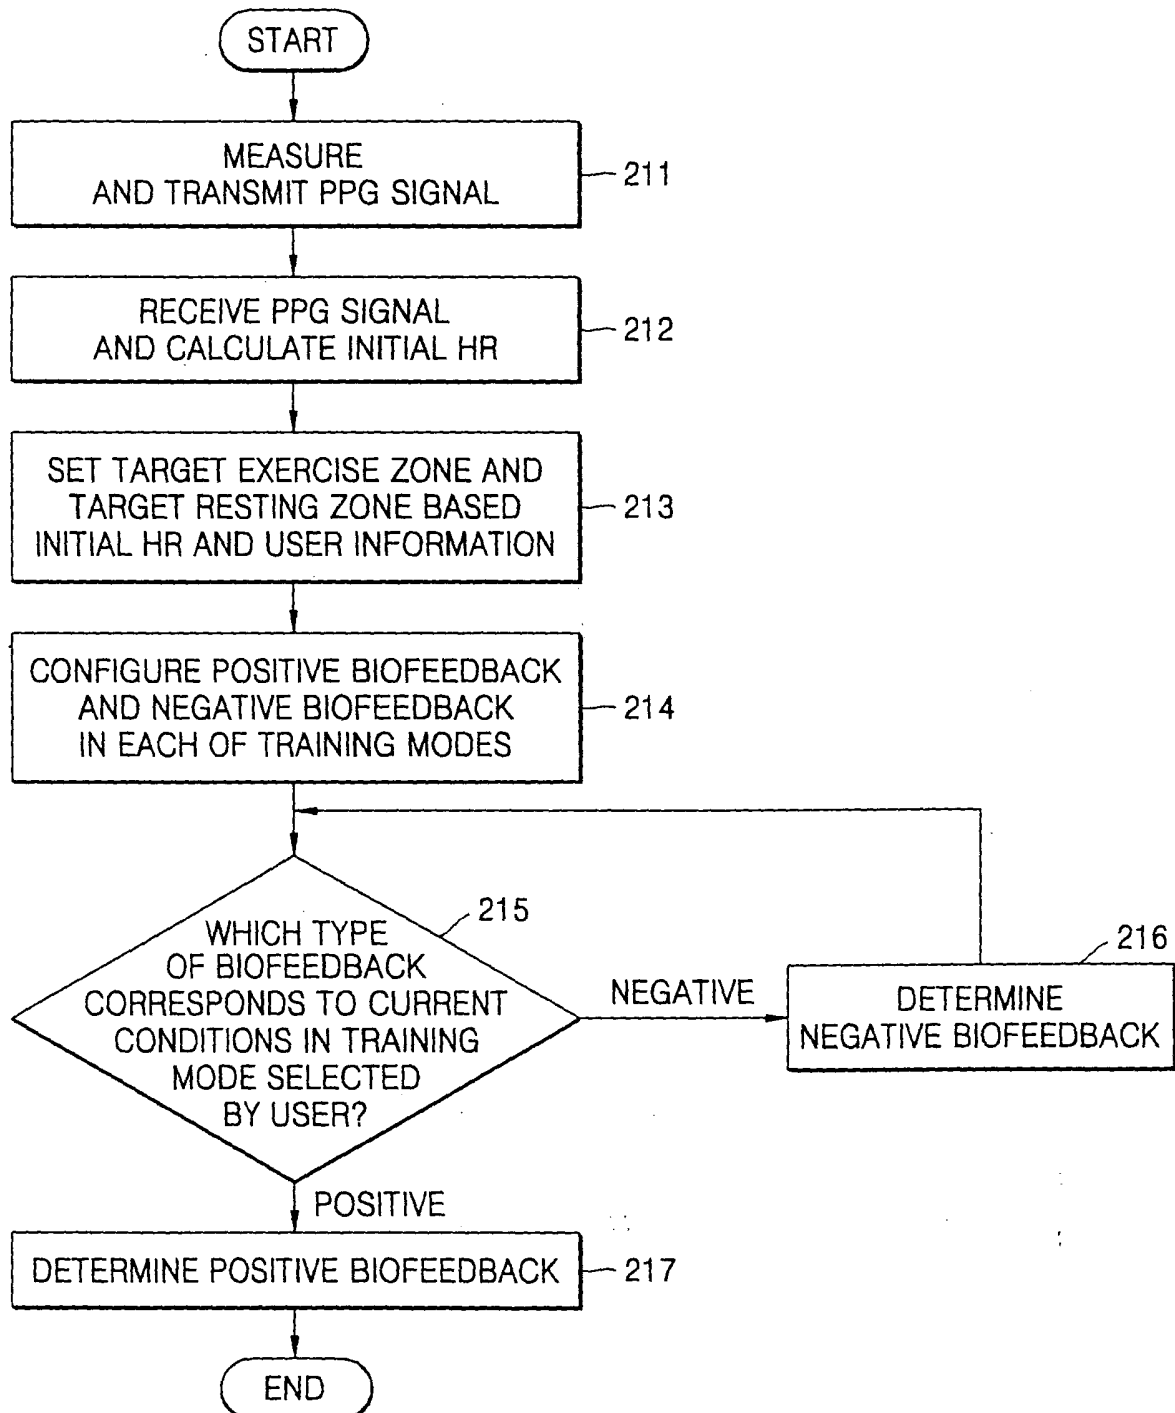 START
MEASURE
AND TRANSMIT PPG SIGNAL
211
RECEIVE PPG SIGNAL
AND CALCULATE INITIAL HR
212
SET TARGET EXERCISE ZONE AND
TARGET RESTING ZONE BASED
INITIAL HR AND USER INFORMATION
213
CONFIGURE POSITIVE BIOFEEDBACK
AND NEGATIVE BIOFEEDBACK
IN EACH OF TRAINING MODES
214
215
WHICH TYPE
OF BIOFEEDBACK
CORRESPONDS TO CURRENT
CONDITIONS IN TRAINING
MODE SELECTED
BY USER?
NEGATIVE
216
DETERMINE
NEGATIVE BIOFEEDBACK
POSITIVE
DETERMINE POSITIVE BIOFEEDBACK
217
END